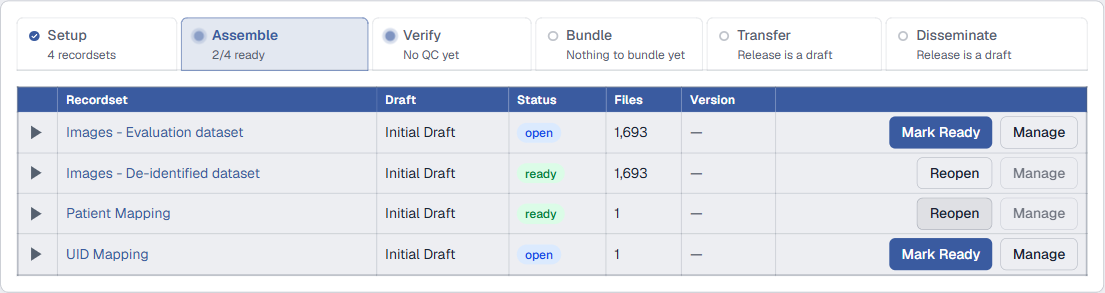 Setup
4 recordsets
Assemble
2/4 ready
Verify
No QC yet
Bundle
Nothing to bundle yet
Transfer
Release is a draft
Disseminate
Release is a draft
Recordset Draft Status Files Version
Images - Evaluation dataset Initial Draft open 1,693 — Mark Ready Manage
Images - De-identified dataset Initial Draft ready 1,693 — Reopen Manage
Patient Mapping Initial Draft ready 1 — Reopen Manage
UID Mapping Initial Draft open 1 — Mark Ready Manage